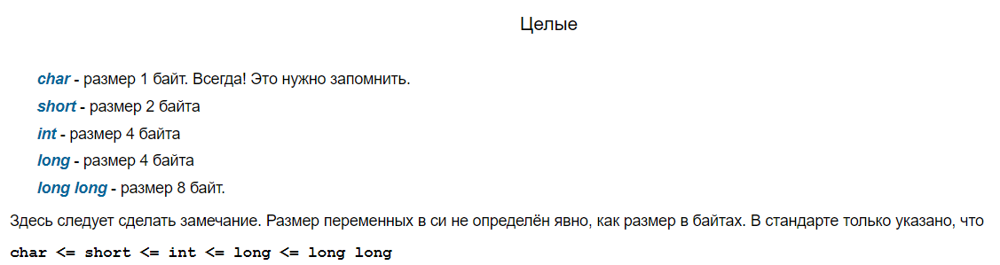 Целые
char - размер 1 байт. Всегда! Это нужно запомнить.
short - размер 2 байта
int - размер 4 байта
long - размер 4 байта
long long - размер 8 байт.
Здесь следует сделать замечание. Размер переменных в си не определён явно, как размер в байтах. В стандарте только указано, что
char <= short <= int <= long <= long long